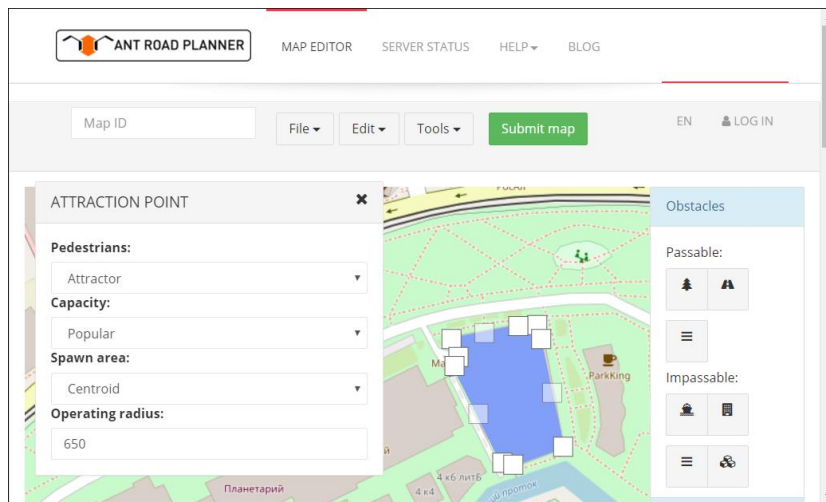 ANT ROAD PLANNER
MAP EDITOR
SERVER STATUS
HELP
BLOG
Map ID
File
Edit
Tools
Submit map
EN
LOG IN
ATTRACTION POINT
Pedestrians:
Attractor
Capacity:
Popular
Spawn area:
Centroid
Operating radius:
650
Obstacles
Passable:
Impassable:
ParkKing
Планетарий
4 к6 литБ
4 к4
проток